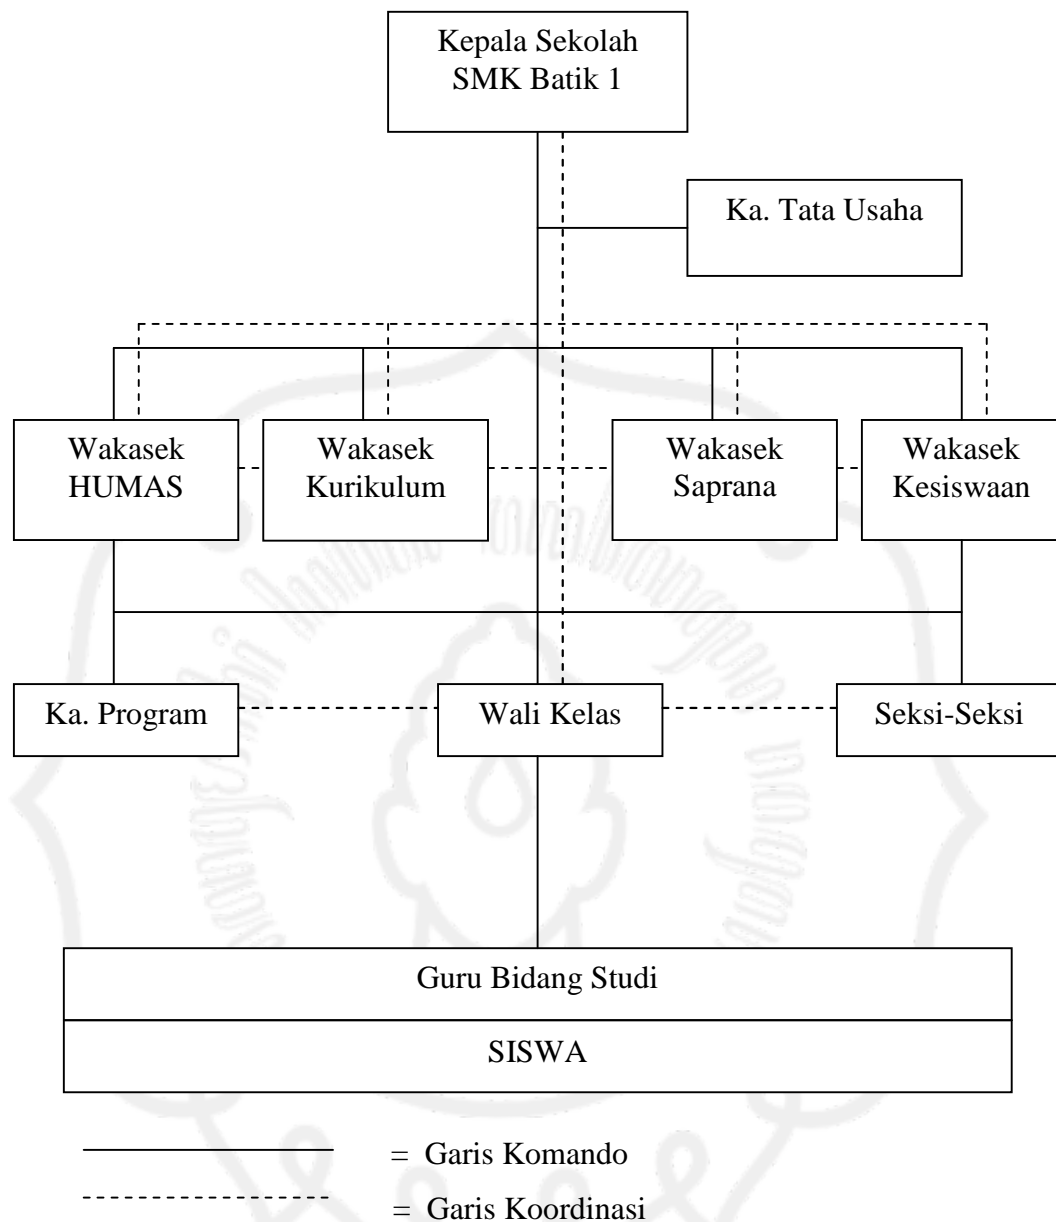 Kepala Sekolah
SMK Batik 1
Ka. Tata Usaha
Wakasek
HUMAS
Wakasek
Kurikulum
Wakasek
Saprana
Wakasek
Kesiswaan
Ka. Program
Wali Kelas
Seksi-Seksi
Guru Bidang Studi
SISWA
= Garis Komando
= Garis Koordinasi